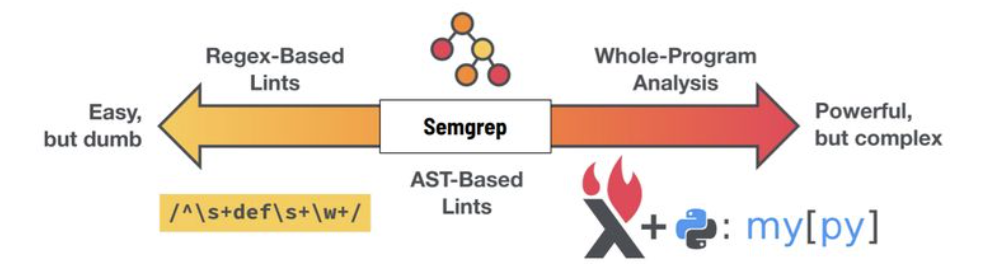 Regex-Based
Lints
Whole-Program
Analysis
Easy,
but dumb
Semgrep
Powerful,
but complex
AST-Based
Lints
/^\s+def\s+\w+/
λ+ : my[py]